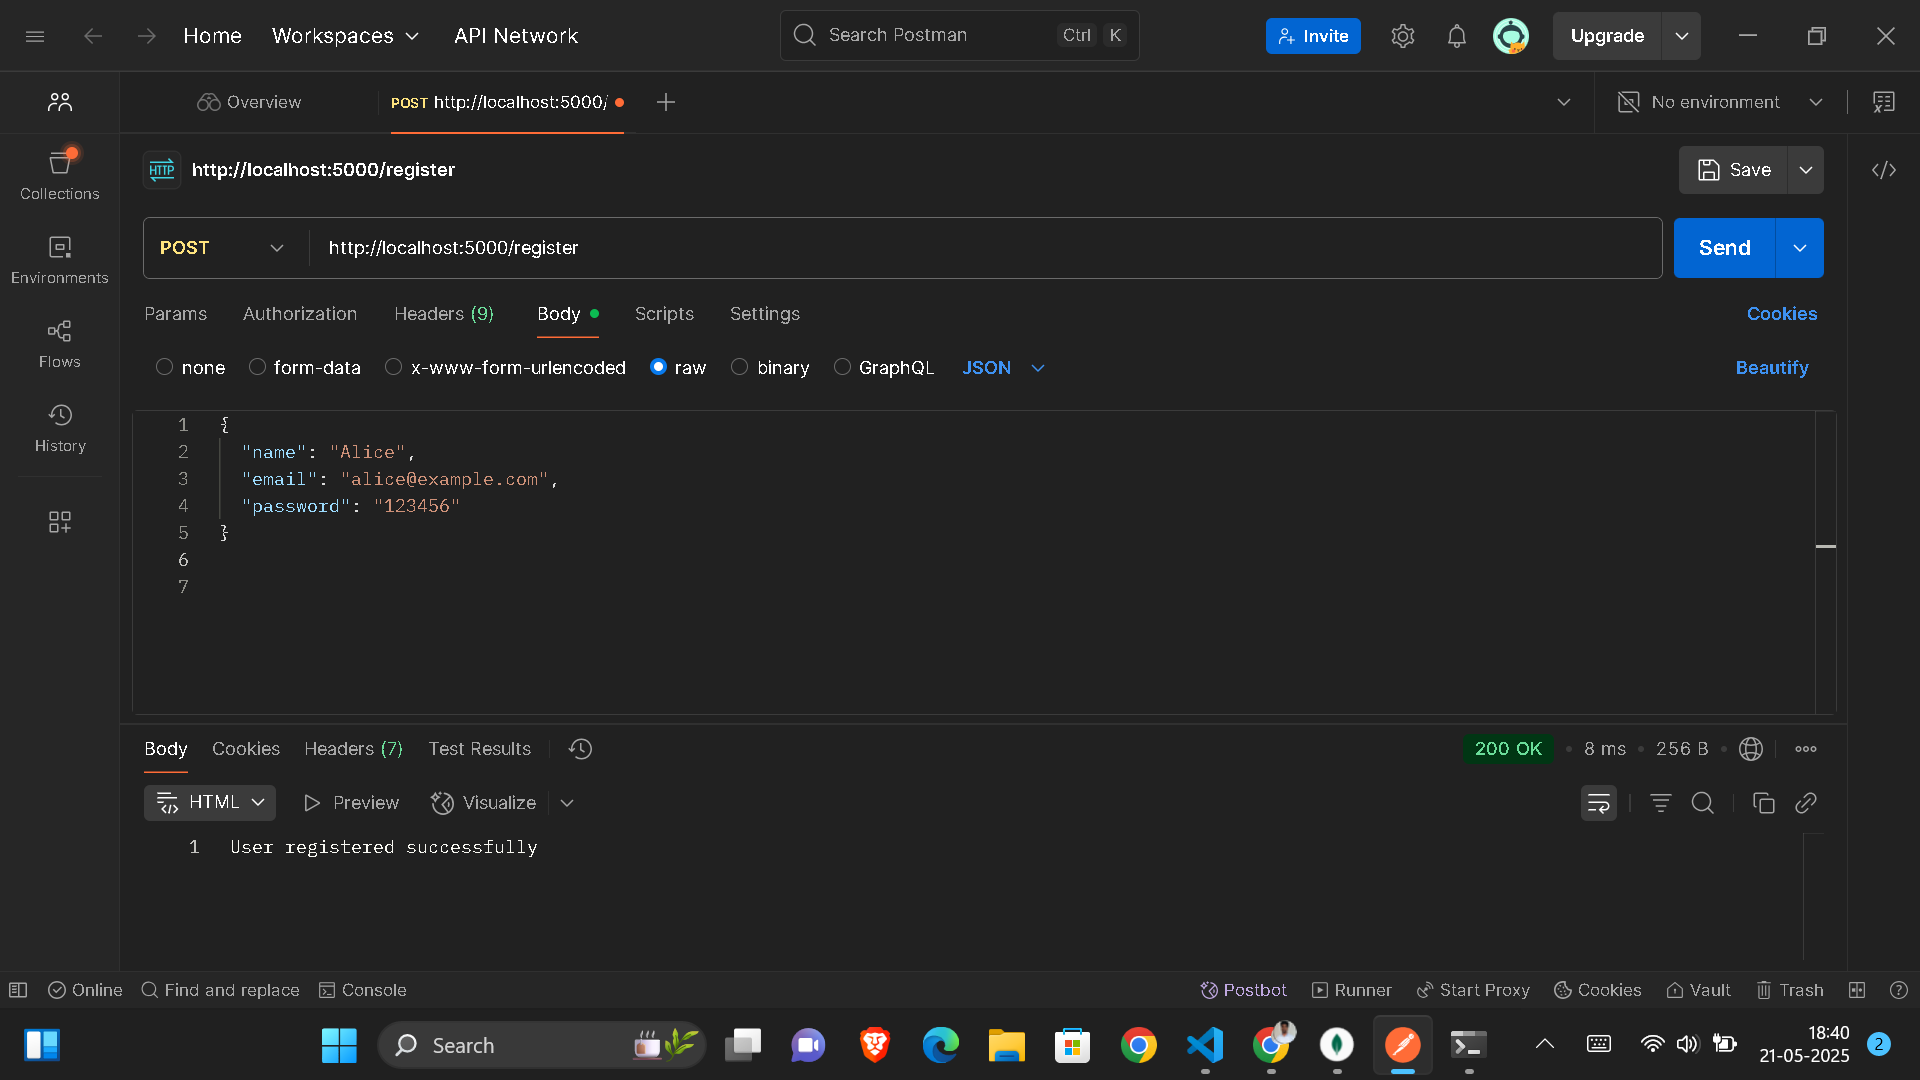 Home Workspaces API Network Search Postman Ctrl K Invite Upgrade
Overview POST http://localhost:5000/ No environment
HTTP http://localhost:5000/register Save
Collections
POST http://localhost:5000/register Send
Environments
Params Authorization Headers (9) Body Scripts Settings Cookies
Flows
none form-data x-www-form-urlencoded raw binary GraphQL JSON Beautify
History
1 {
2 "name": "Alice",
3 "email": "alice@example.com",
4 "password": "123456"
5 }
6
7
Body Cookies Headers (7) Test Results 200 OK • 8 ms • 256 B •
HTML Preview Visualize
1 User registered successfully
Online Find and replace Console Postbot Runner Start Proxy Cookies Vault Trash
Search 18:40
21-05-2025 2